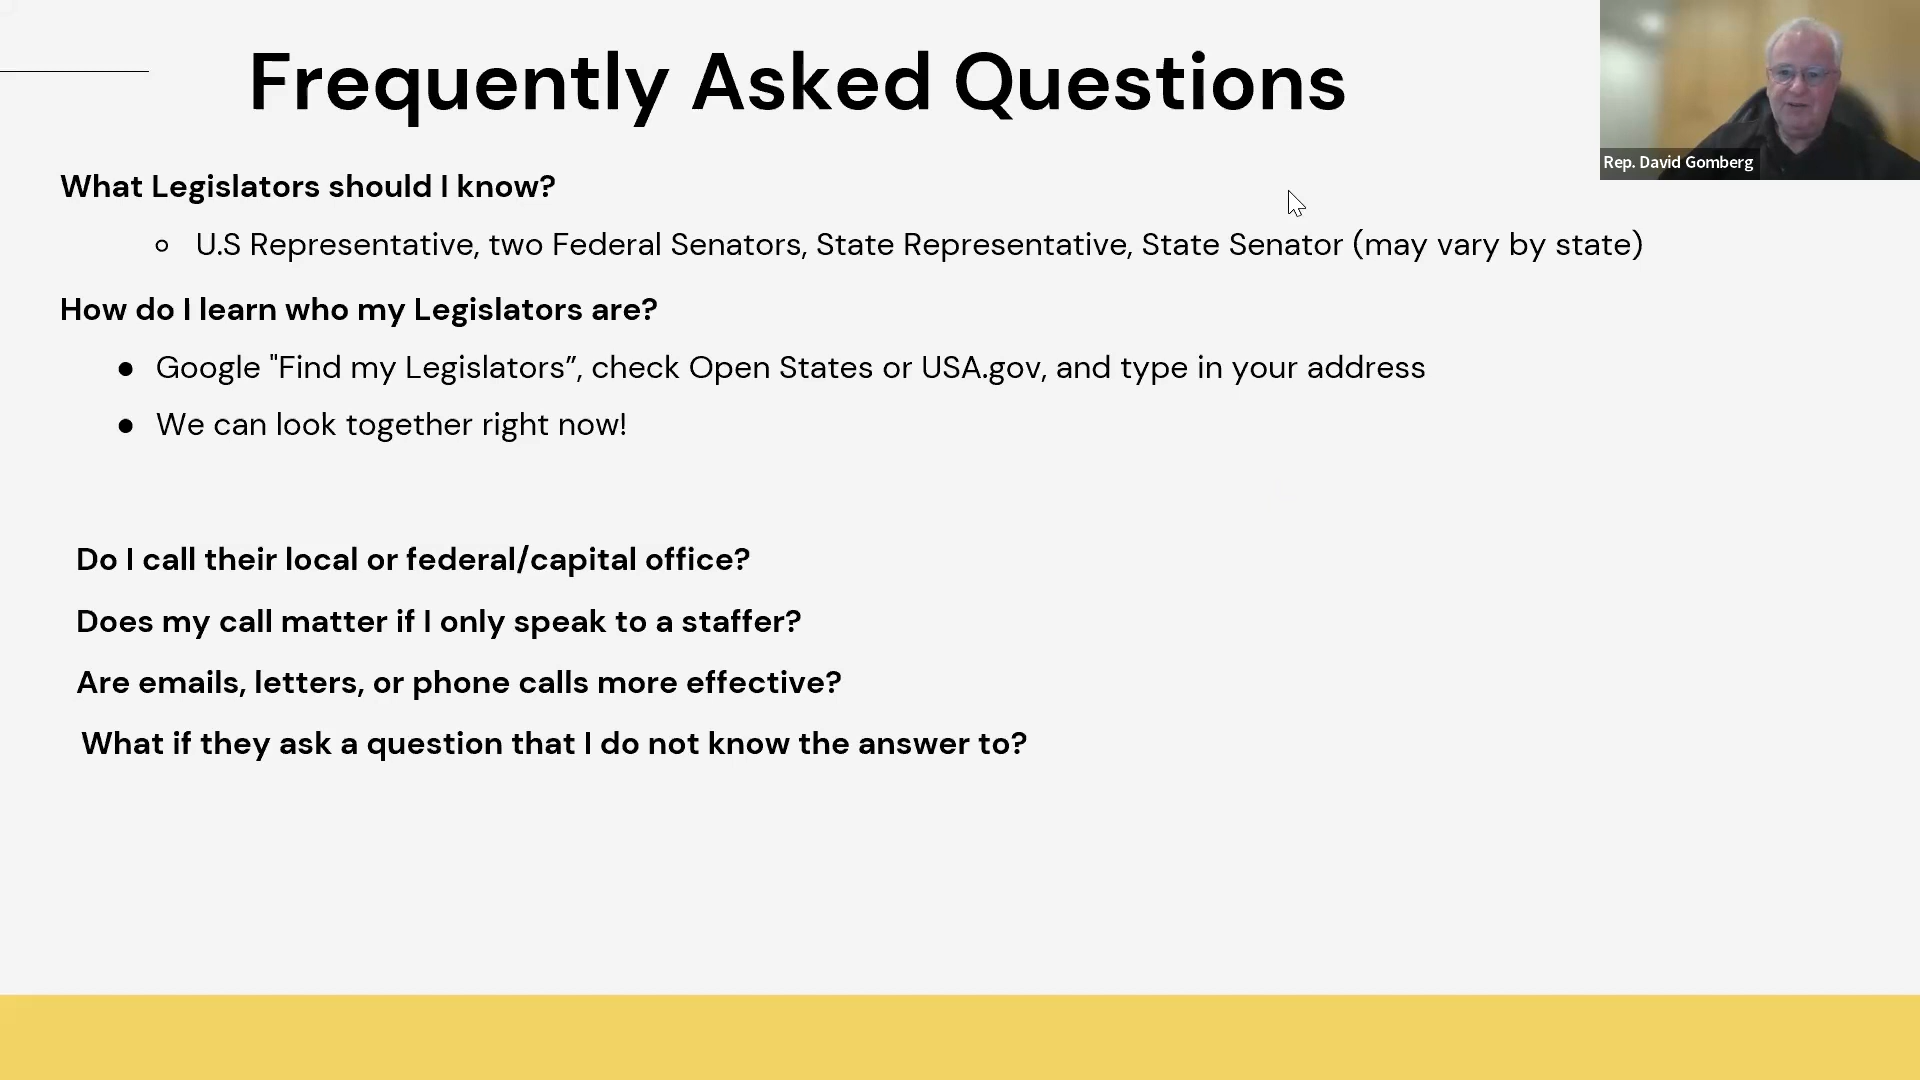 Frequently Asked Questions
Rep. David Gomberg
What Legislators should I know?
U.S Representative, two Federal Senators, State Representative, State Senator (may vary by state)
How do I learn who my Legislators are?
Google "Find my Legislators”, check Open States or USA.gov, and type in your address
We can look together right now!
Do I call their local or federal/capital office?
Does my call matter if I only speak to a staffer?
Are emails, letters, or phone calls more effective?
What if they ask a question that I do not know the answer to?